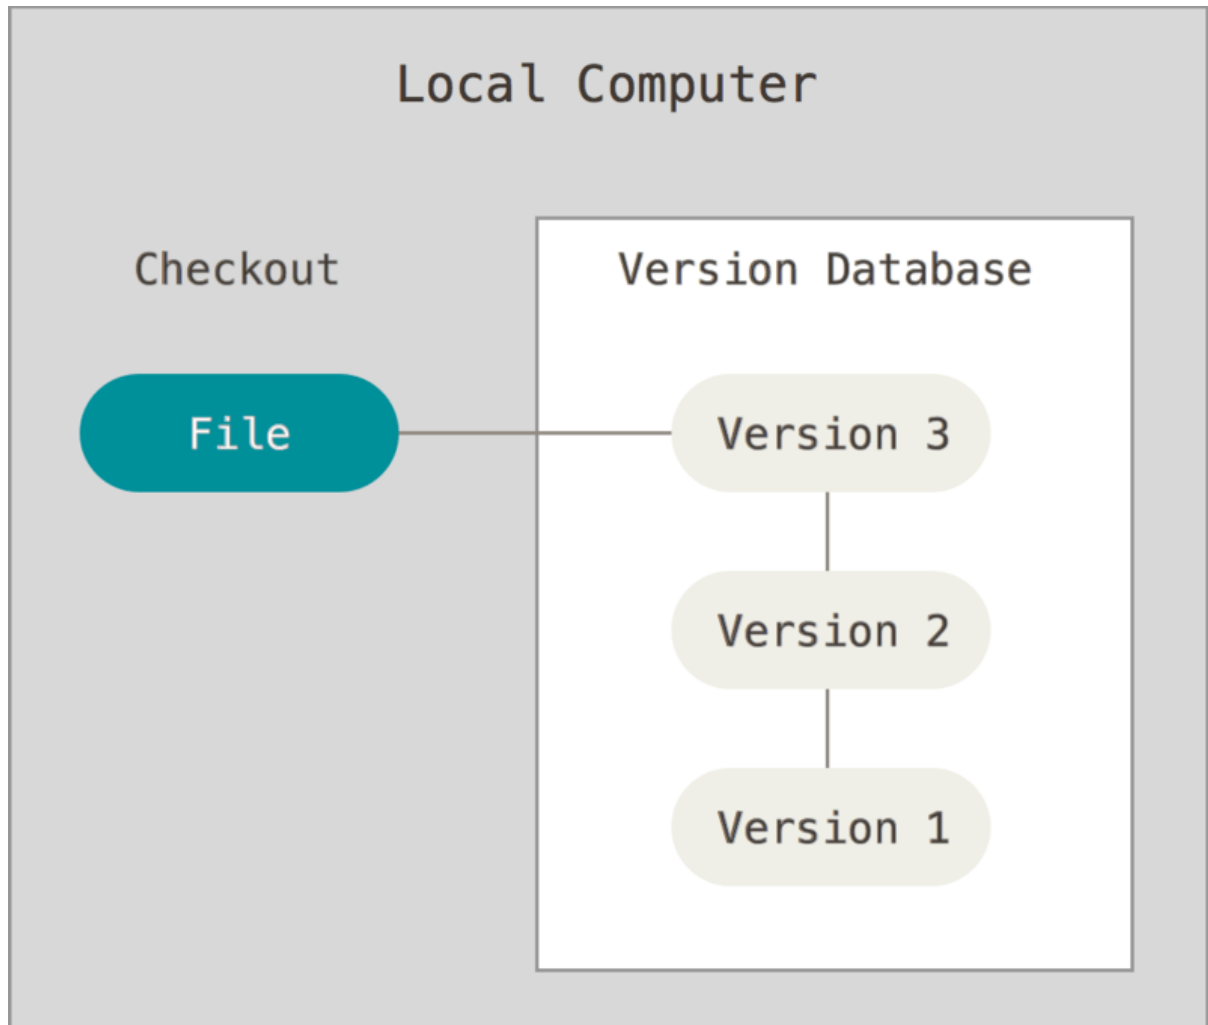 Local Computer
Checkout
Version Database
File
Version 3
Version 2
Version 1